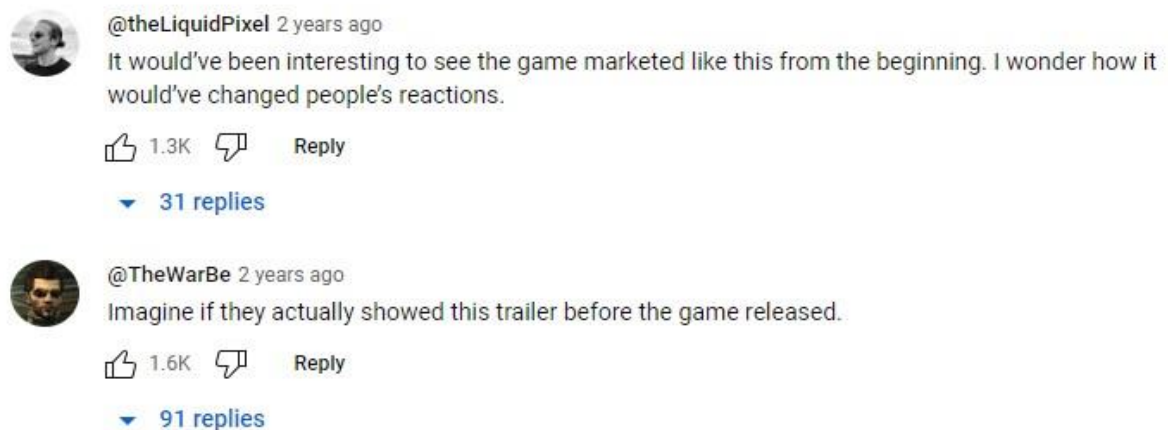 @theLiquidPixel 2 years ago
It would’ve been interesting to see the game marketed like this from the beginning. I wonder how it
would’ve changed people’s reactions.
1.3K Reply
31 replies
@TheWarBe 2 years ago
Imagine if they actually showed this trailer before the game released.
1.6K Reply
91 replies